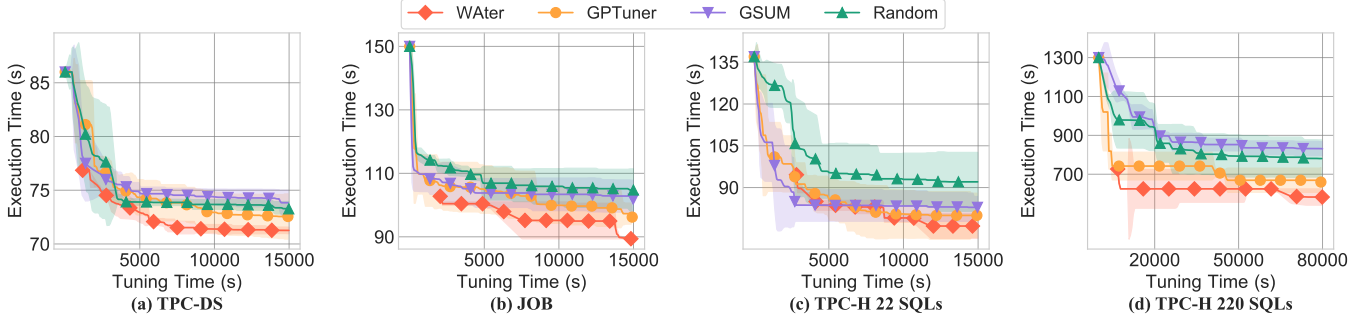 WAter GPTuner GSUM Random
Execution Time (s)
85
80
75
70
5000 10000 15000
Tuning Time (s)
(a) TPC-DS
Execution Time (s)
150
130
110
90
5000 10000 15000
Tuning Time (s)
(b) JOB
Execution Time (s)
135
120
105
90
5000 10000 15000
Tuning Time (s)
(c) TPC-H 22 SQLs
Execution Time (s)
1300
1100
900
700
20000 40000 60000 80000
Tuning Time (s)
(d) TPC-H 220 SQLs